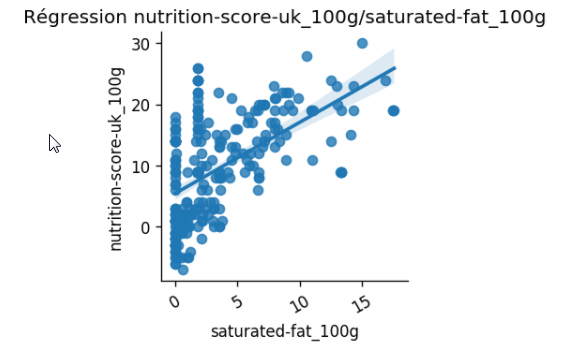 Régression nutrition-score-uk_100g/saturated-fat_100g
30
20
10
0
nutrition-score-uk_100g
0
5
10
15
saturated-fat_100g